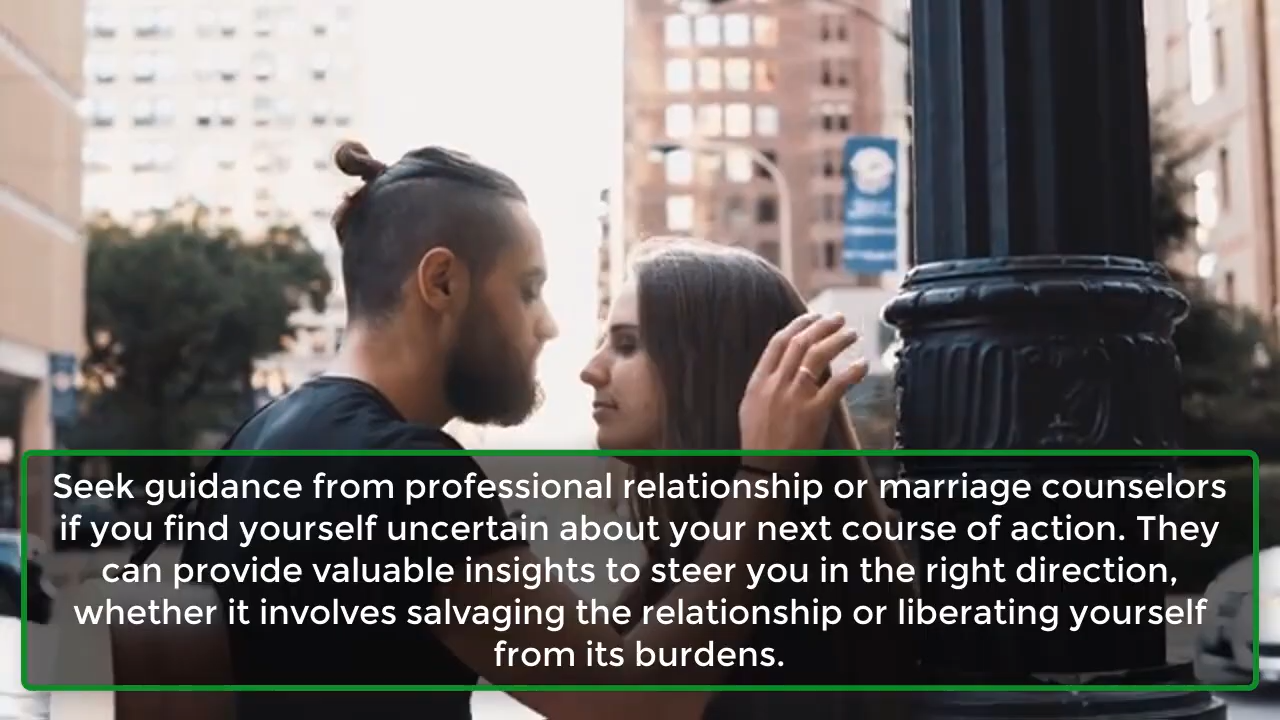 Seek guidance from professional relationship or marriage counselors
if you find yourself uncertain about your next course of action. They
can provide valuable insights to steer you in the right direction,
whether it involves salvaging the relationship or liberating yourself
from its burdens.